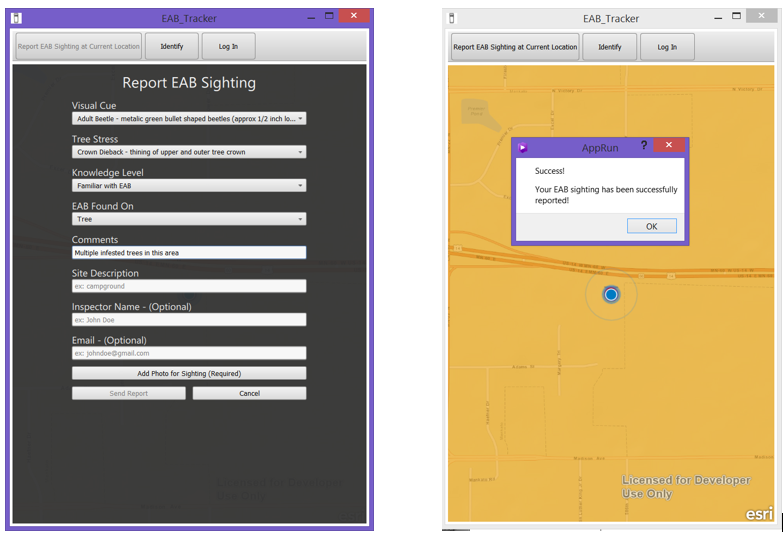 EAB_Tracker
Report EAB Sighting at Current Location
Identify
Log In
Report EAB Sighting
Visual Cue
Adult Beetle - metalic green bullet shaped beetles (approx 1/2 inch lo...
Tree Stress
Crown Dieback - thining of upper and outer tree crown
Knowledge Level
Familiar with EAB
EAB Found On
Tree
Comments
Multiple infested trees in this area
Site Description
ex: campground
Inspector Name - (Optional)
ex: John Doe
Email - (Optional)
ex: johndoe@gmail.com
Add Photo for Sighting (Required)
Send Report
Cancel
Licensed for Developer
Use Only
EAB_Tracker
Report EAB Sighting at Current Location
Identify
Log In
AppRun
?
Success!
Your EAB sighting has been successfully
reported!
OK
Licensed for Developer
Use Only
esri